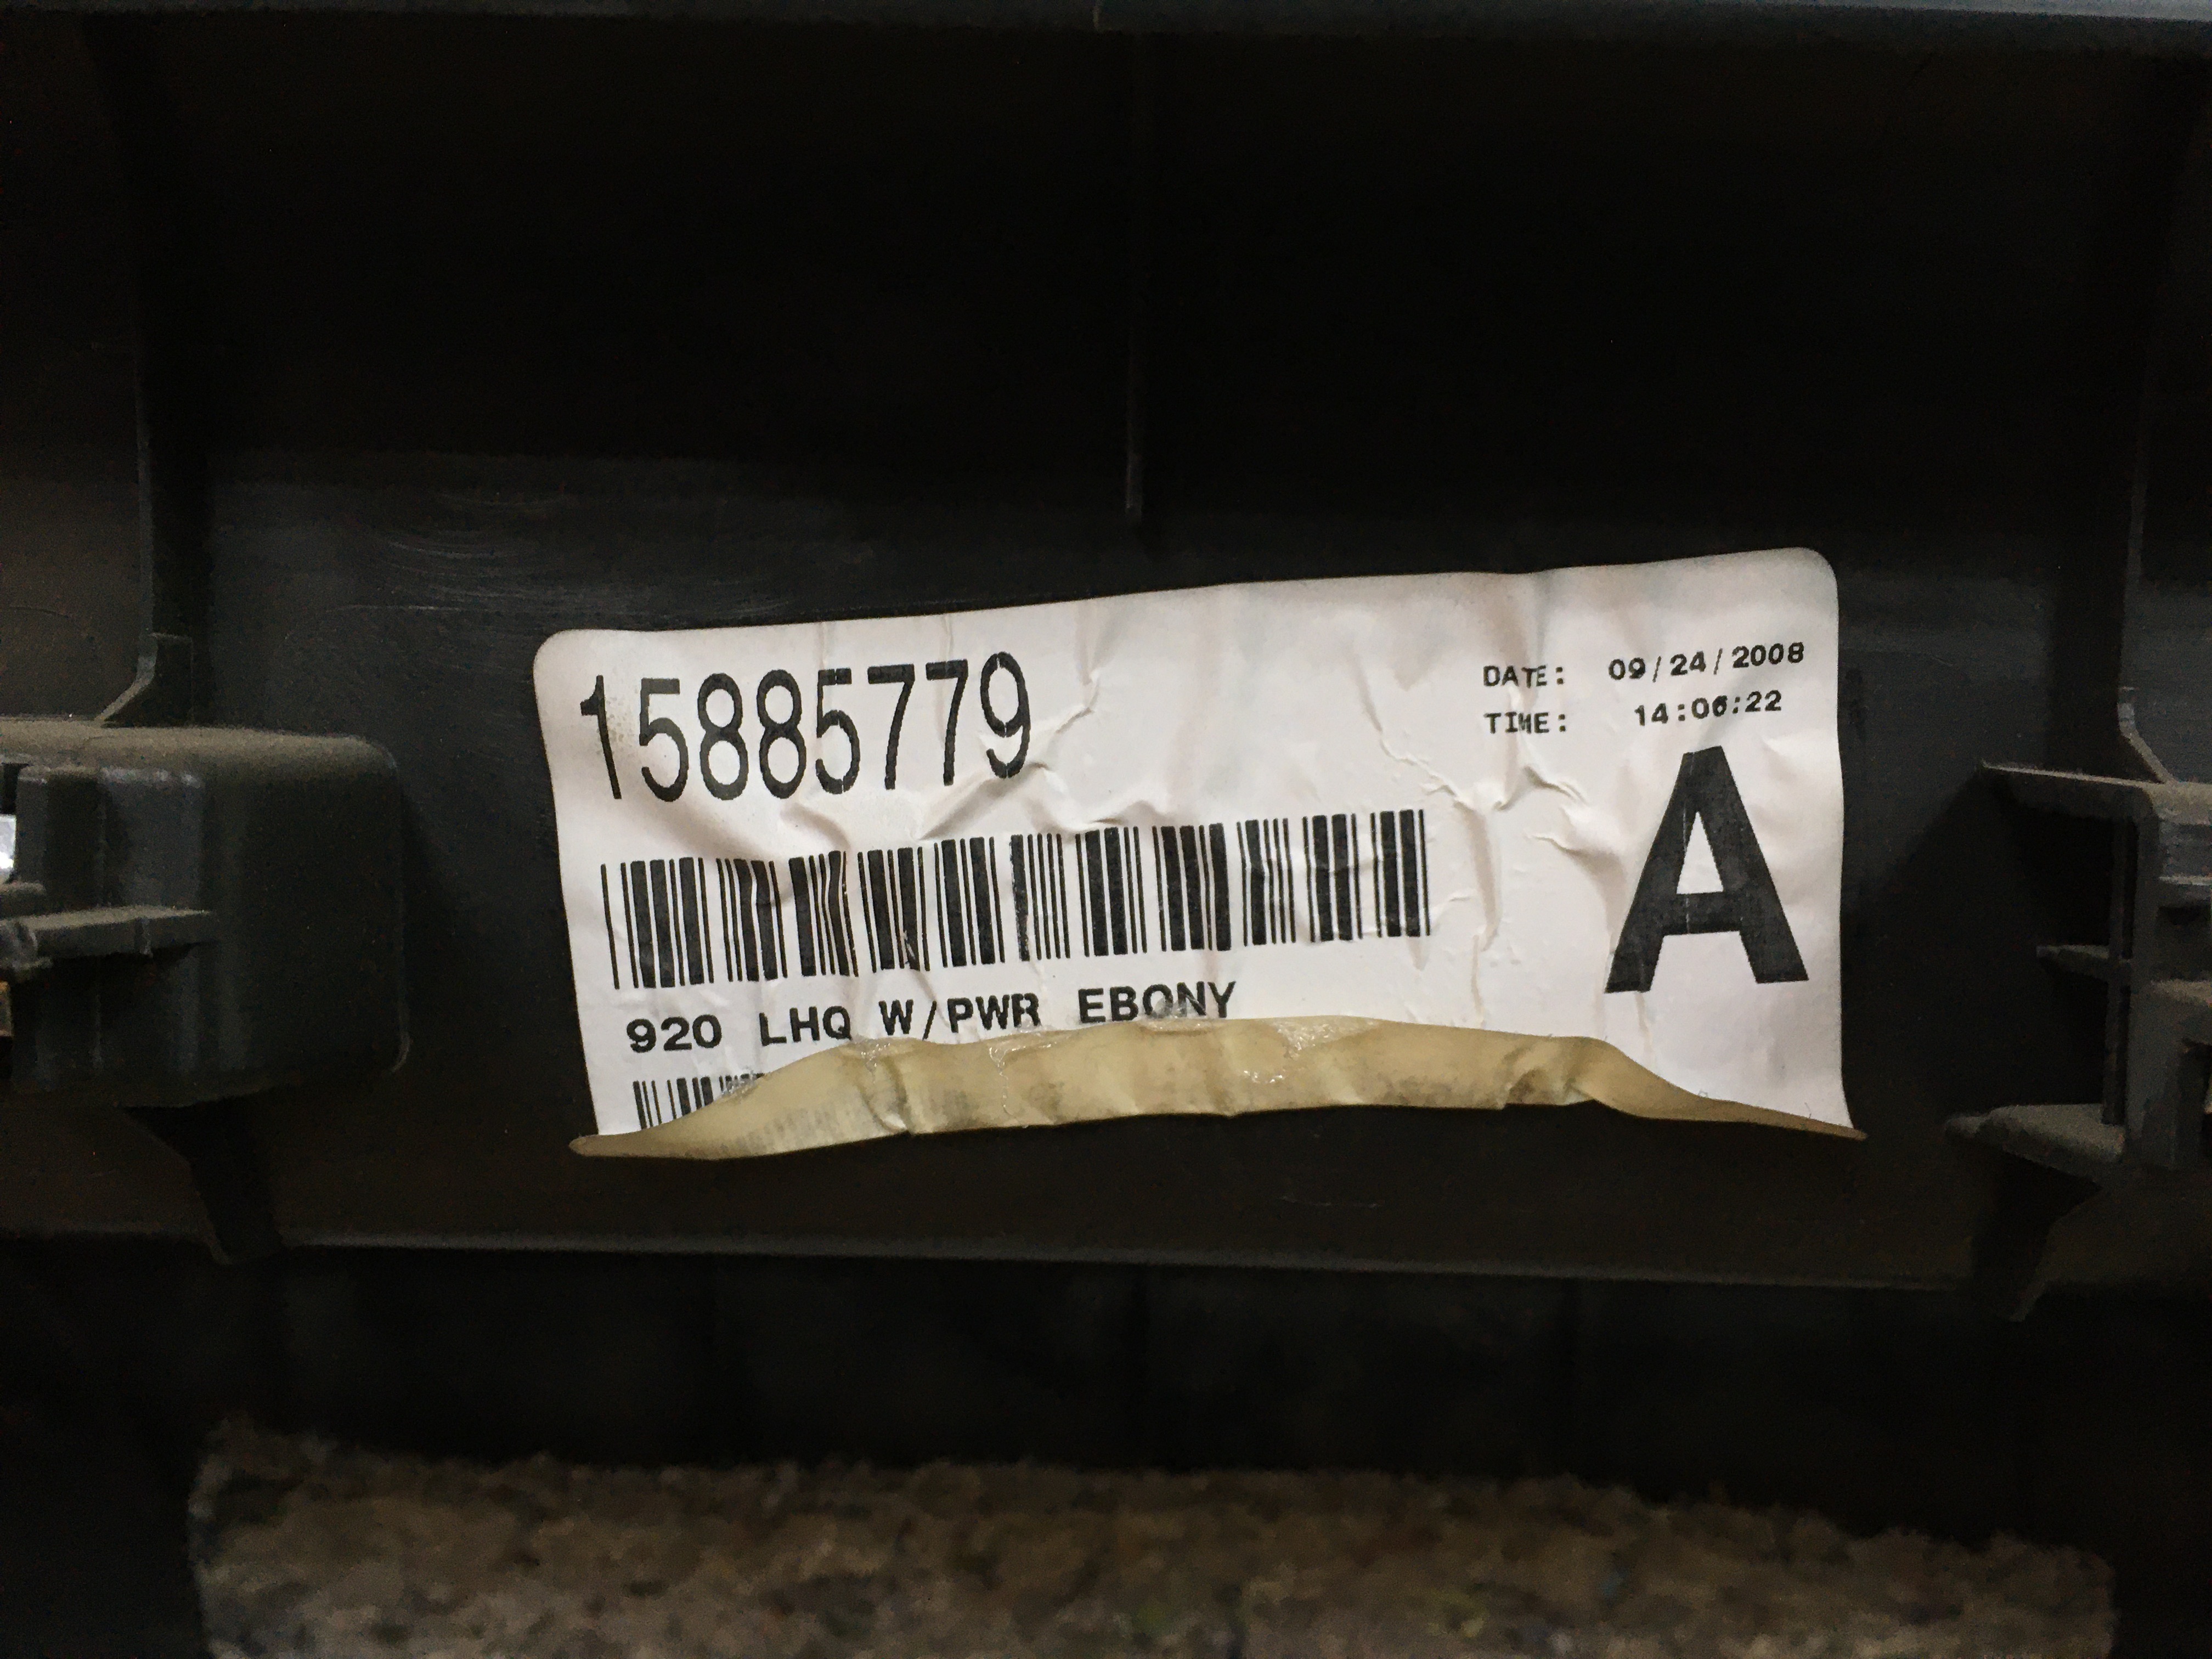 15885779
DATE: 09/24/2008
TIME: 14:06:22
A
920 LHQ W/PWR EBONY